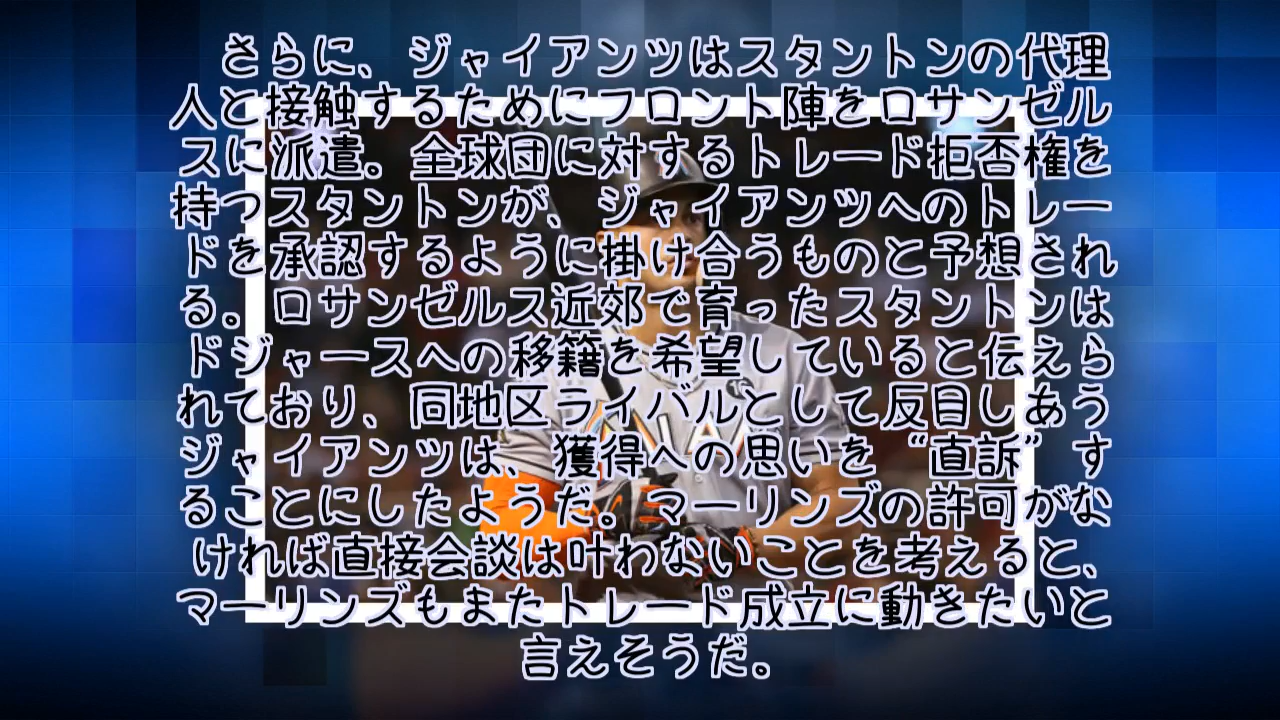 さらに、ジャイアンツはスタントンの代理
人と接触するためにフロント陣をロサンゼル
スに派遣。全球団に対するトレード拒否権を
持つスタントンが、ジャイアンツへのトレー
ドを承認するように掛け合うものと予想され
る。ロサンゼルス近郊で育ったスタントンは
ドジャースへの移籍を希望していると伝えら
れており、同地区ライバルとして反目しあう
ジャイアンツは、獲得への思いを“直訴”す
ることにしたようだ。マーリンズの許可がな
ければ直接会談は叶わないことを考えると、
マーリンズもまたトレード成立に動きたいと
言えそうだ。